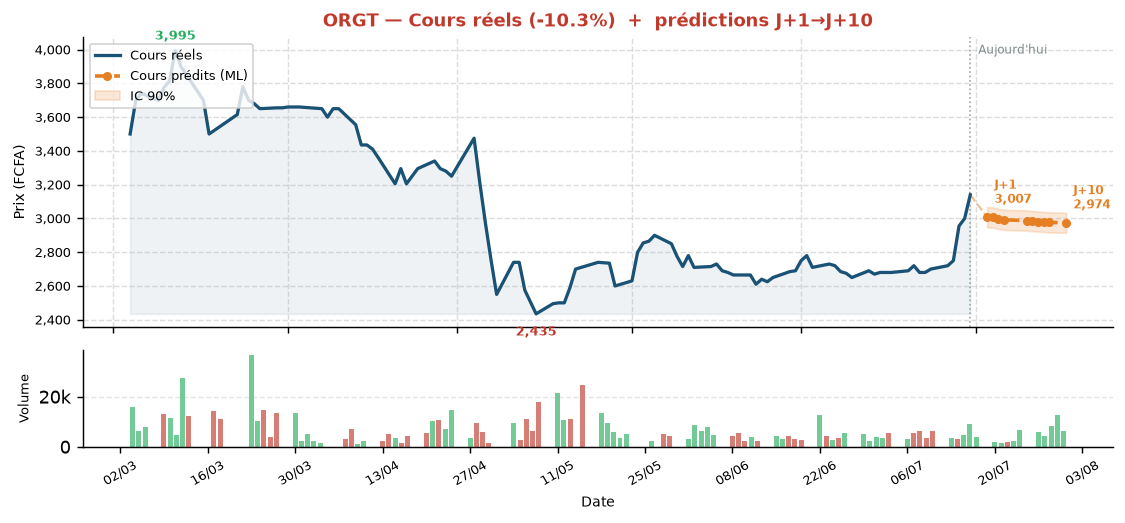 ORGT — Cours réels (-10.3%) + prédictions J+1→J+10
3,995
Cours réels
Cours prédits (ML)
IC 90%
Aujourd'hui
4,000
3,800
3,600
3,400
3,200
3,000
2,800
2,600
2,400
Prix (FCFA)
J+1
3,007
J+10
2,974
2,435
Volume
20k
0
02/03
16/03
30/03
13/04
27/04
11/05
25/05
08/06
22/06
06/07
20/07
03/08
Date